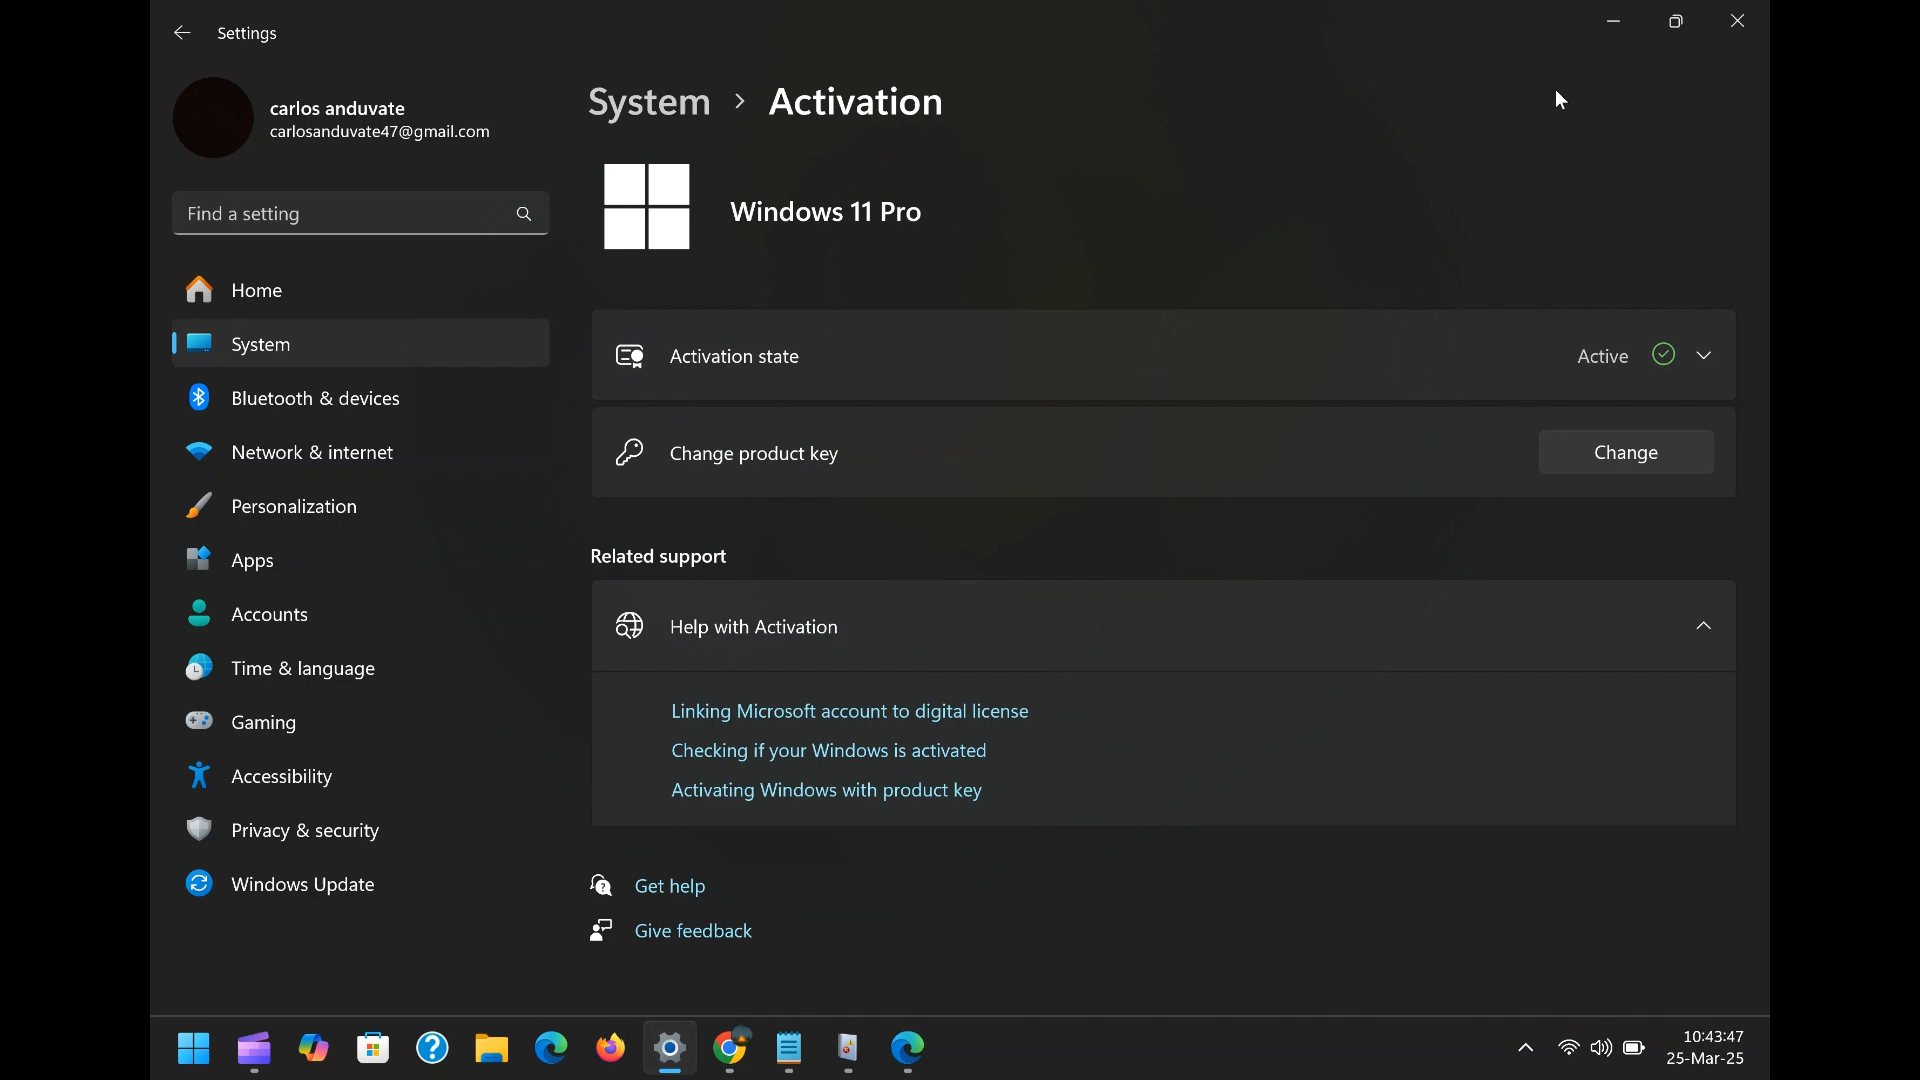 Settings
carlos anduvate
carlosanduvate47@gmail.com
Find a setting
Home
System
Bluetooth & devices
Network & internet
Personalization
Apps
Accounts
Time & language
Gaming
Accessibility
Privacy & security
Windows Update
System > Activation
Windows 11 Pro
Activation state
Active
Change product key
Change
Related support
Help with Activation
Linking Microsoft account to digital license
Checking if your Windows is activated
Activating Windows with product key
Get help
Give feedback
10:43:47
25-Mar-25